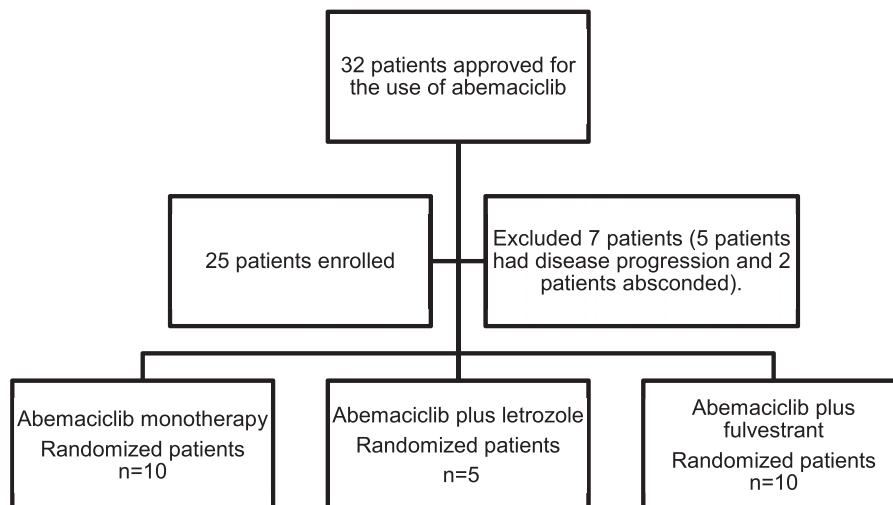 32 patients approved for
the use of abemaciclib
25 patients enrolled
Excluded 7 patients (5 patients
had disease progression and 2
patients absconded).
Abemaciclib monotherapy
Randomized patients
n=10
Abemaciclib plus letrozole
Randomized patients
n=5
Abemaciclib plus
fulvestrant
Randomized patients
n=10